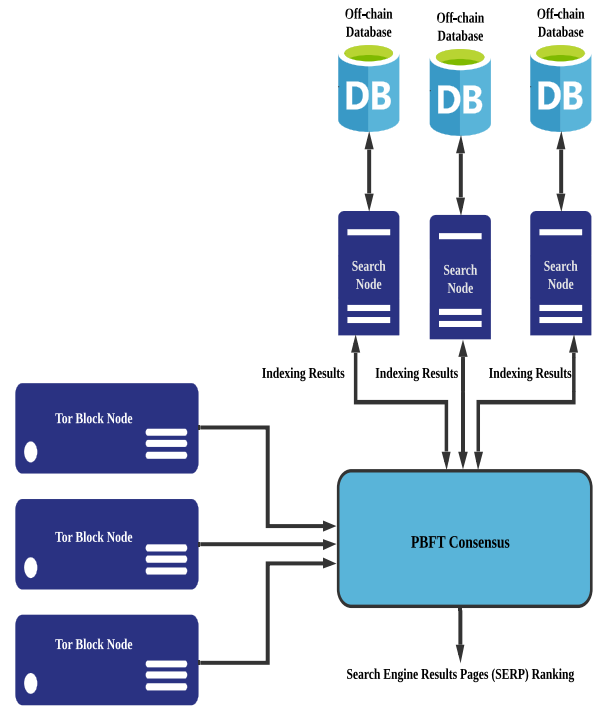 Off-chain
Database
Off-chain
Database
Off-chain
Database
DB
DB
DB
Search
Node
Search
Node
Search
Node
Indexing Results
Indexing Results
Indexing Results
Tor Block Node
Tor Block Node
Tor Block Node
PBFT Consensus
Search Engine Results Pages (SERP) Ranking